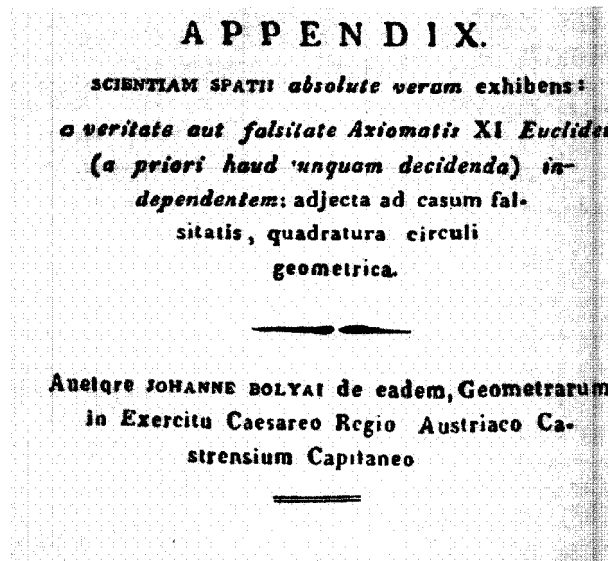 APPENDIX.
SCIENTIAM SPATII absolute veram exhibens:
a veritate aut falsitate Axiomatis XI Euclidei
(a priori haud unquam decidenda) in-
dependentem: adjecta ad casum fal-
sitatis, quadratura circuli
geometrica.
Auctore JOHANNE BOLYAI de eadem, Geometrarum
in Exercitu Caesareo Regio Austriaco Ca-
strensium Capitaneo